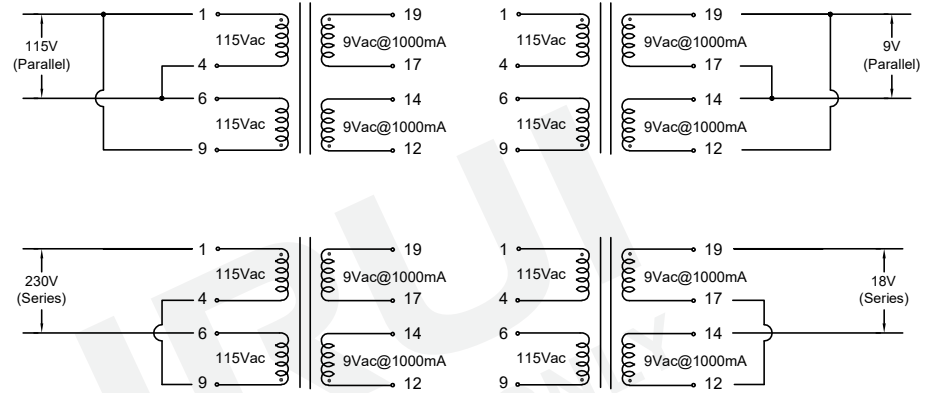 1 19 1 19
115V (Parallel) 115Vac 9Vac@1000mA 115Vac 9Vac@1000mA 9V (Parallel)
4 17 4 17
6 14 6 14
115Vac 9Vac@1000mA 115Vac 9Vac@1000mA
9 12 9 12
1 19 1 19
230V (Series) 115Vac 9Vac@1000mA 115Vac 9Vac@1000mA 18V (Series)
4 17 4 17
6 14 6 14
115Vac 9Vac@1000mA 115Vac 9Vac@1000mA
9 12 9 12